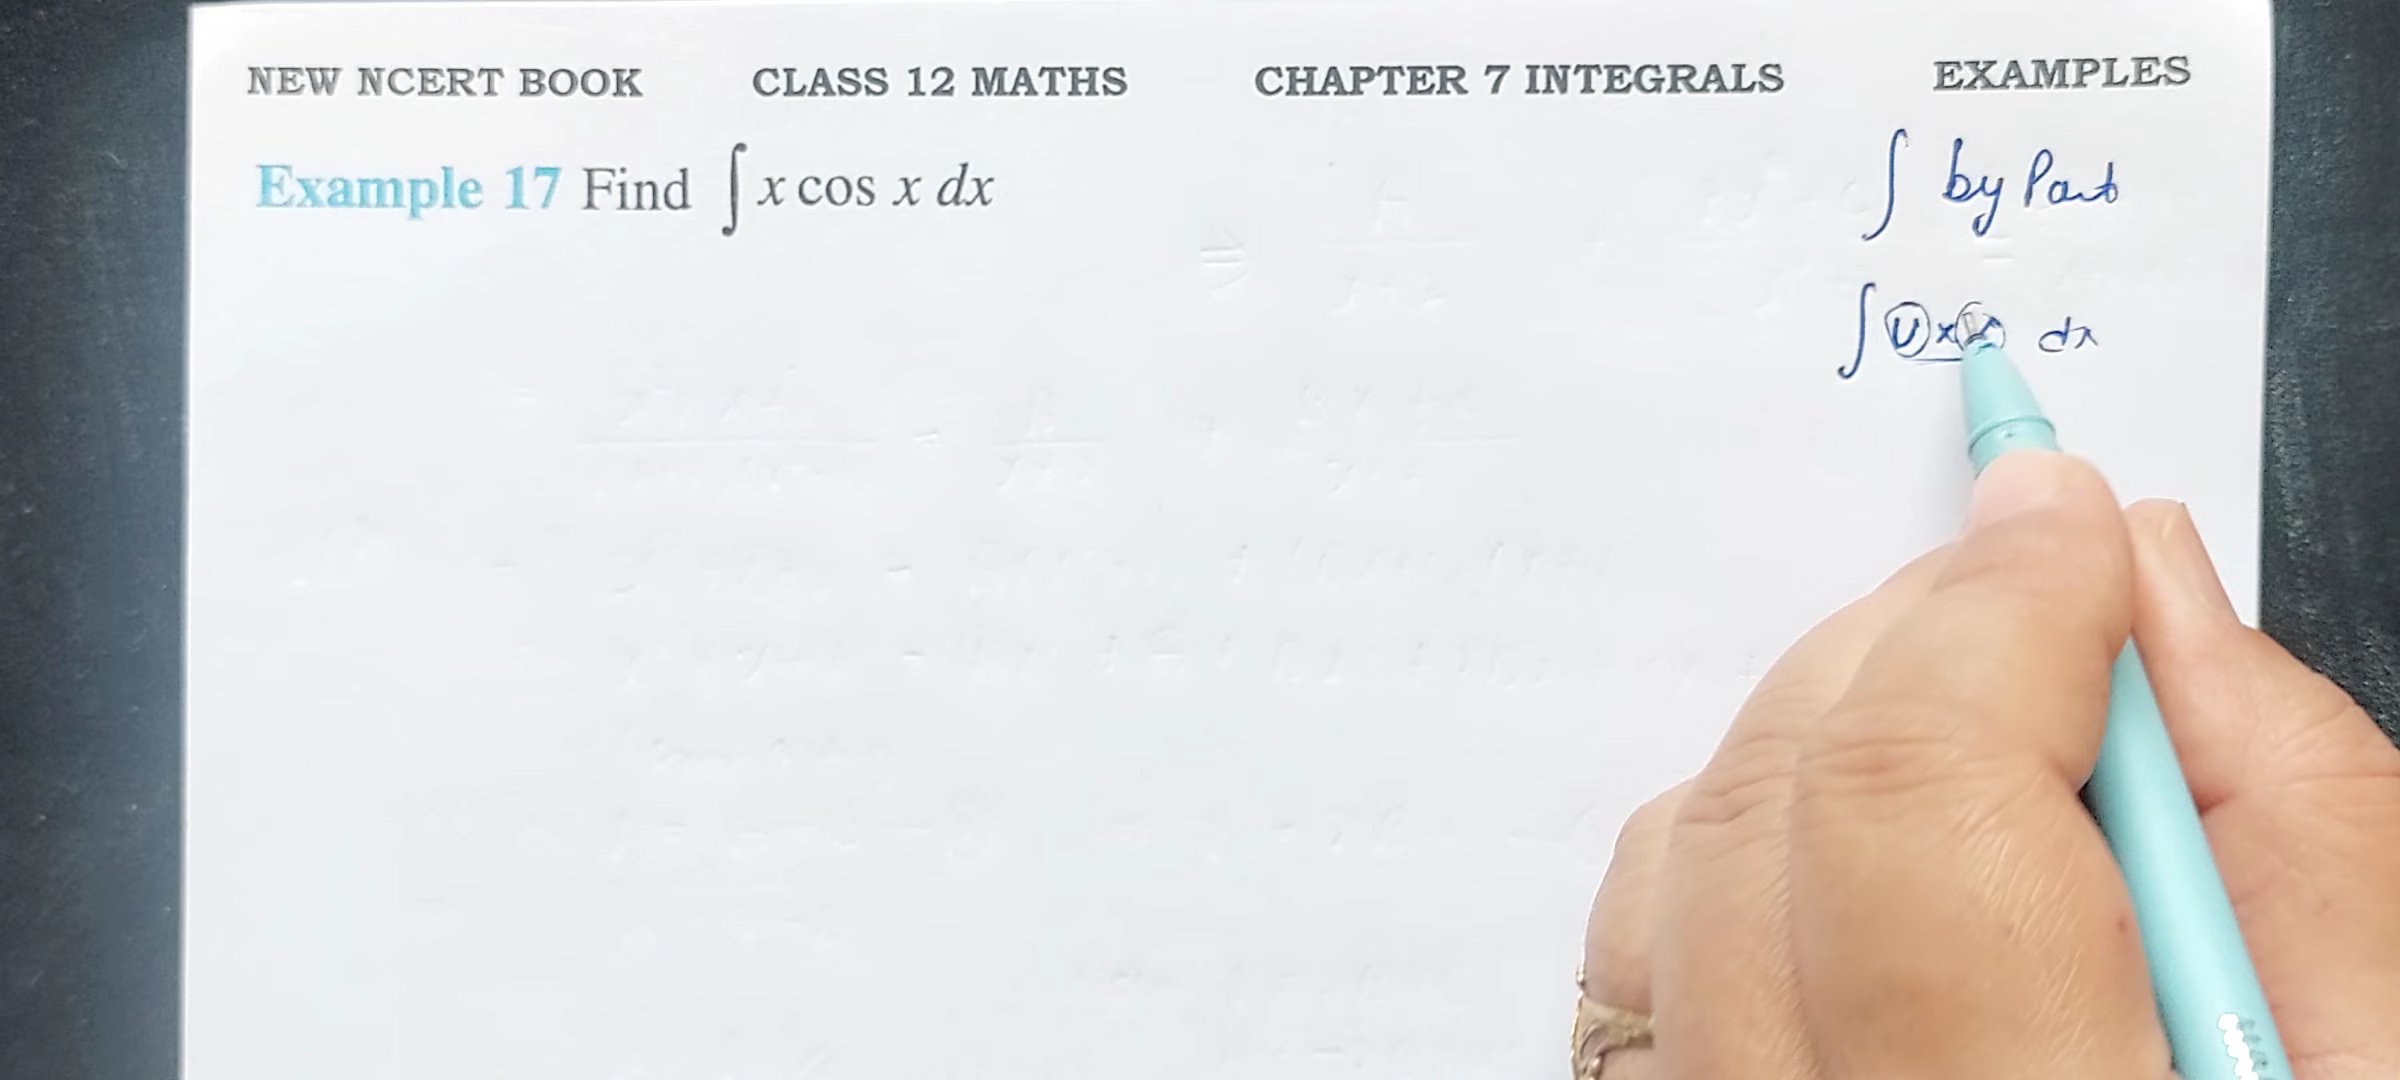 NEW NCERT BOOK CLASS 12 MATHS CHAPTER 7 INTEGRALS EXAMPLES
Example 17 Find ∫ x cos x dx
∫ by Part
∫ U × dx